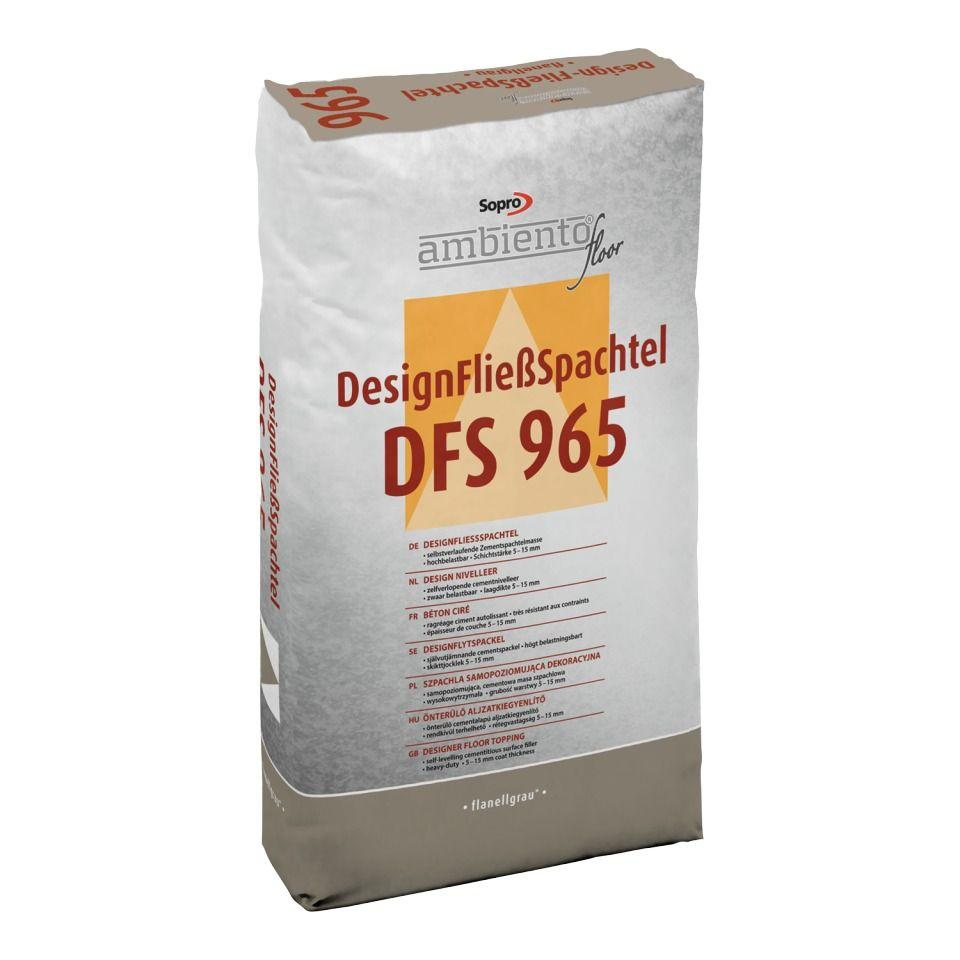 Design-FließSpachtel
• flanellgrau •
965
Sopro
ambiento®
floor
DesignFließSpachtel
DFS 965
DesignFließSpachtel
DFS 965
DE DESIGNFLIESSSPACHTEL
• selbstverlaufende Zementspachtelmasse
• hochbelastbar • Schichtstärke 5–15 mm
NL DESIGN NIVELLEER
• zelfverlopende cementnivelleer
• zwaar belastbaar • laagdikte 5–15 mm
FR BÉTON CIRÉ
• ragréage ciment autolissant • très résistant aux contraints
• épaisseur de couche 5–15 mm
SE DESIGNFLYTSPACKEL
• självutjämnande cementspackel • högt belastningsbart
• skikttjocklek 5–15 mm
PL SZPACHLA SAMOPOZIOMUJĄCA DEKORACYJNA
• samopoziomująca, cementowa masa szpachlowa
• wysokowytrzymała • grubość warstwy 5–15 mm
HU ÖNTERÜLŐ ALJZATKIEGYENLÍTŐ
• önterülő cementalapú aljzatkiegyenlítő
• rendkívül terhelhető • rétegvastagság 5–15 mm
GB DESIGNER FLOOR TOPPING
• self-levelling cementitious surface filler
• heavy-duty • 5–15 mm coat thickness
• flanellgrau" •